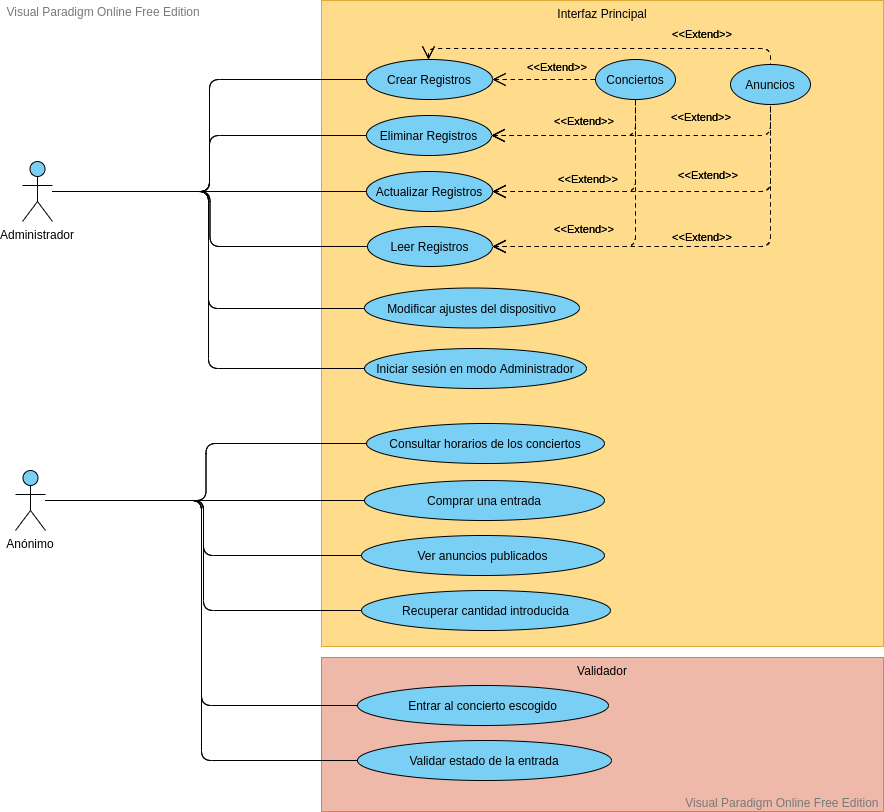 Visual Paradigm Online Free Edition
Interfaz Principal
<<Extend>>
Crear Registros
<<Extend>>
Conciertos
Anuncios
Eliminar Registros
<<Extend>>
<<Extend>>
Actualizar Registros
<<Extend>>
<<Extend>>
Administrador
Leer Registros
<<Extend>>
<<Extend>>
Modificar ajustes del dispositivo
Iniciar sesión en modo Administrador
Consultar horarios de los conciertos
Comprar una entrada
Anónimo
Ver anuncios publicados
Recuperar cantidad introducida
Validador
Entrar al concierto escogido
Validar estado de la entrada
Visual Paradigm Online Free Edition